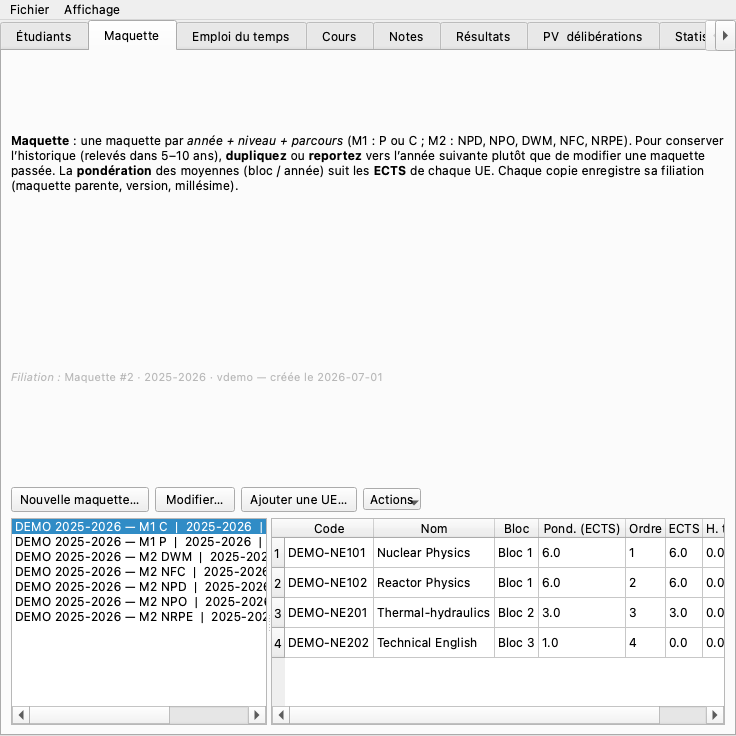 Fichier Affichage
Étudiants Maquette Emploi du temps Cours Notes Résultats PV délibérations Statis
Maquette : une maquette par année + niveau + parcours (M1 : P ou C ; M2 : NPD, NPO, DWM, NFC, NRPE). Pour conserver
l’historique (relevés dans 5–10 ans), dupliquez ou reportez vers l’année suivante plutôt que de modifier une maquette
passée. La pondération des moyennes (bloc / année) suit les ECTS de chaque UE. Chaque copie enregistre sa filiation
(maquette parente, version, millésime).
Filiation : Maquette #2 · 2025-2026 · vdemo — créée le 2026-07-01
Nouvelle maquette… Modifier… Ajouter une UE… Actions
DEMO 2025-2026 — M1 C | 2025-2026 |
DEMO 2025-2026 — M1 P | 2025-2026 |
DEMO 2025-2026 — M2 DWM | 2025-202
DEMO 2025-2026 — M2 NFC | 2025-2026
DEMO 2025-2026 — M2 NPD | 2025-2026
DEMO 2025-2026 — M2 NPO | 2025-2026
DEMO 2025-2026 — M2 NRPE | 2025-202
Code Nom Bloc Pond. (ECTS) Ordre ECTS H. t
1 DEMO-NE101 Nuclear Physics Bloc 1 6.0 1 6.0 0.0
2 DEMO-NE102 Reactor Physics Bloc 1 6.0 2 6.0 0.0
3 DEMO-NE201 Thermal-hydraulics Bloc 2 3.0 3 3.0 0.0
4 DEMO-NE202 Technical English Bloc 3 1.0 4 0.0 0.0